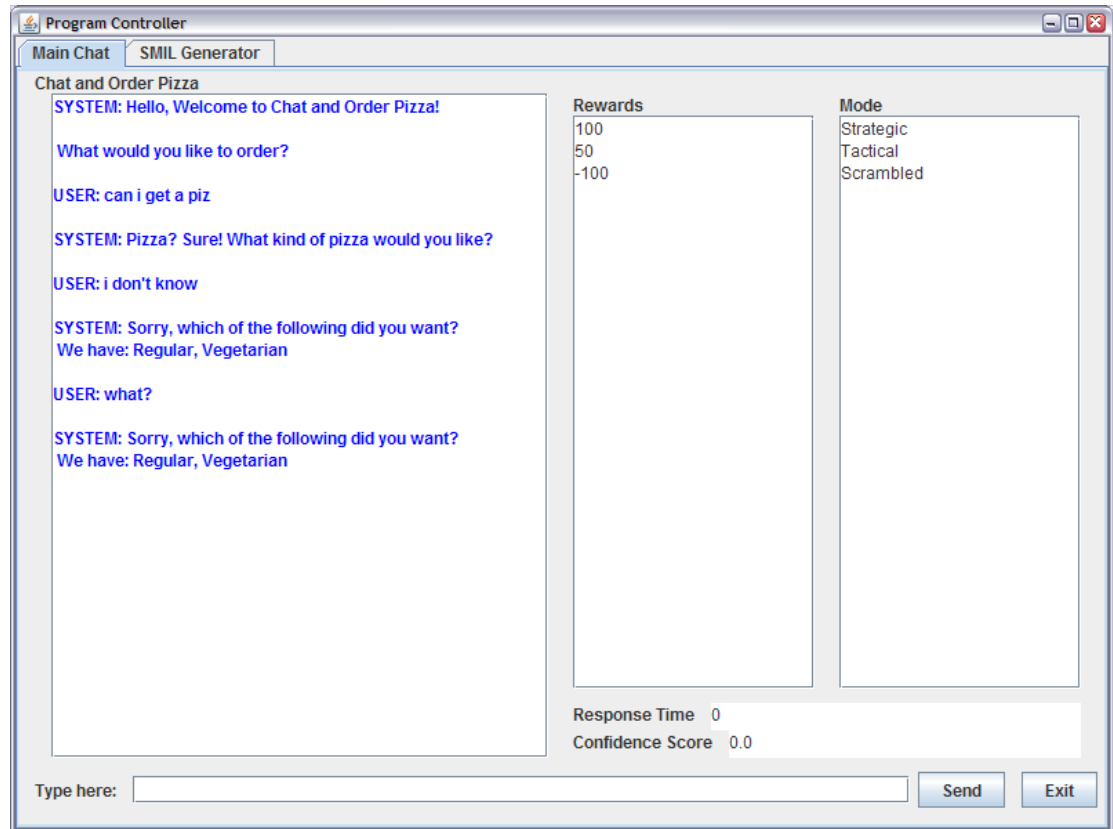 Program Controller
Main Chat
SMIL Generator
Chat and Order Pizza
SYSTEM: Hello, Welcome to Chat and Order Pizza!
What would you like to order?
USER: can i get a piz
SYSTEM: Pizza? Sure! What kind of pizza would you like?
USER: i don't know
SYSTEM: Sorry, which of the following did you want?
We have: Regular, Vegetarian
USER: what?
SYSTEM: Sorry, which of the following did you want?
We have: Regular, Vegetarian
Rewards
100
50
-100
Mode
Strategic
Tactical
Scrambled
Response Time 0
Confidence Score 0.0
Type here:
Send
Exit